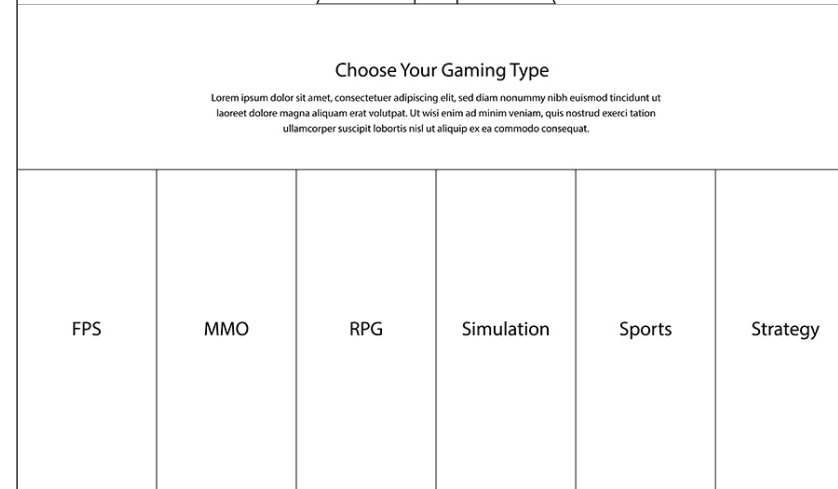 Choose Your Gaming Type
Lorem ipsum dolor sit amet, consectetuer adipiscing elit, sed diam nonummy nibh euismod tincidunt ut
laoreet dolore magna aliquam erat volutpat. Ut wisi enim ad minim veniam, quis nostrud exerci tation
ullamcorper suscipit lobortis nisl ut aliquip ex ea commodo consequat.
FPS
MMO
RPG
Simulation
Sports
Strategy